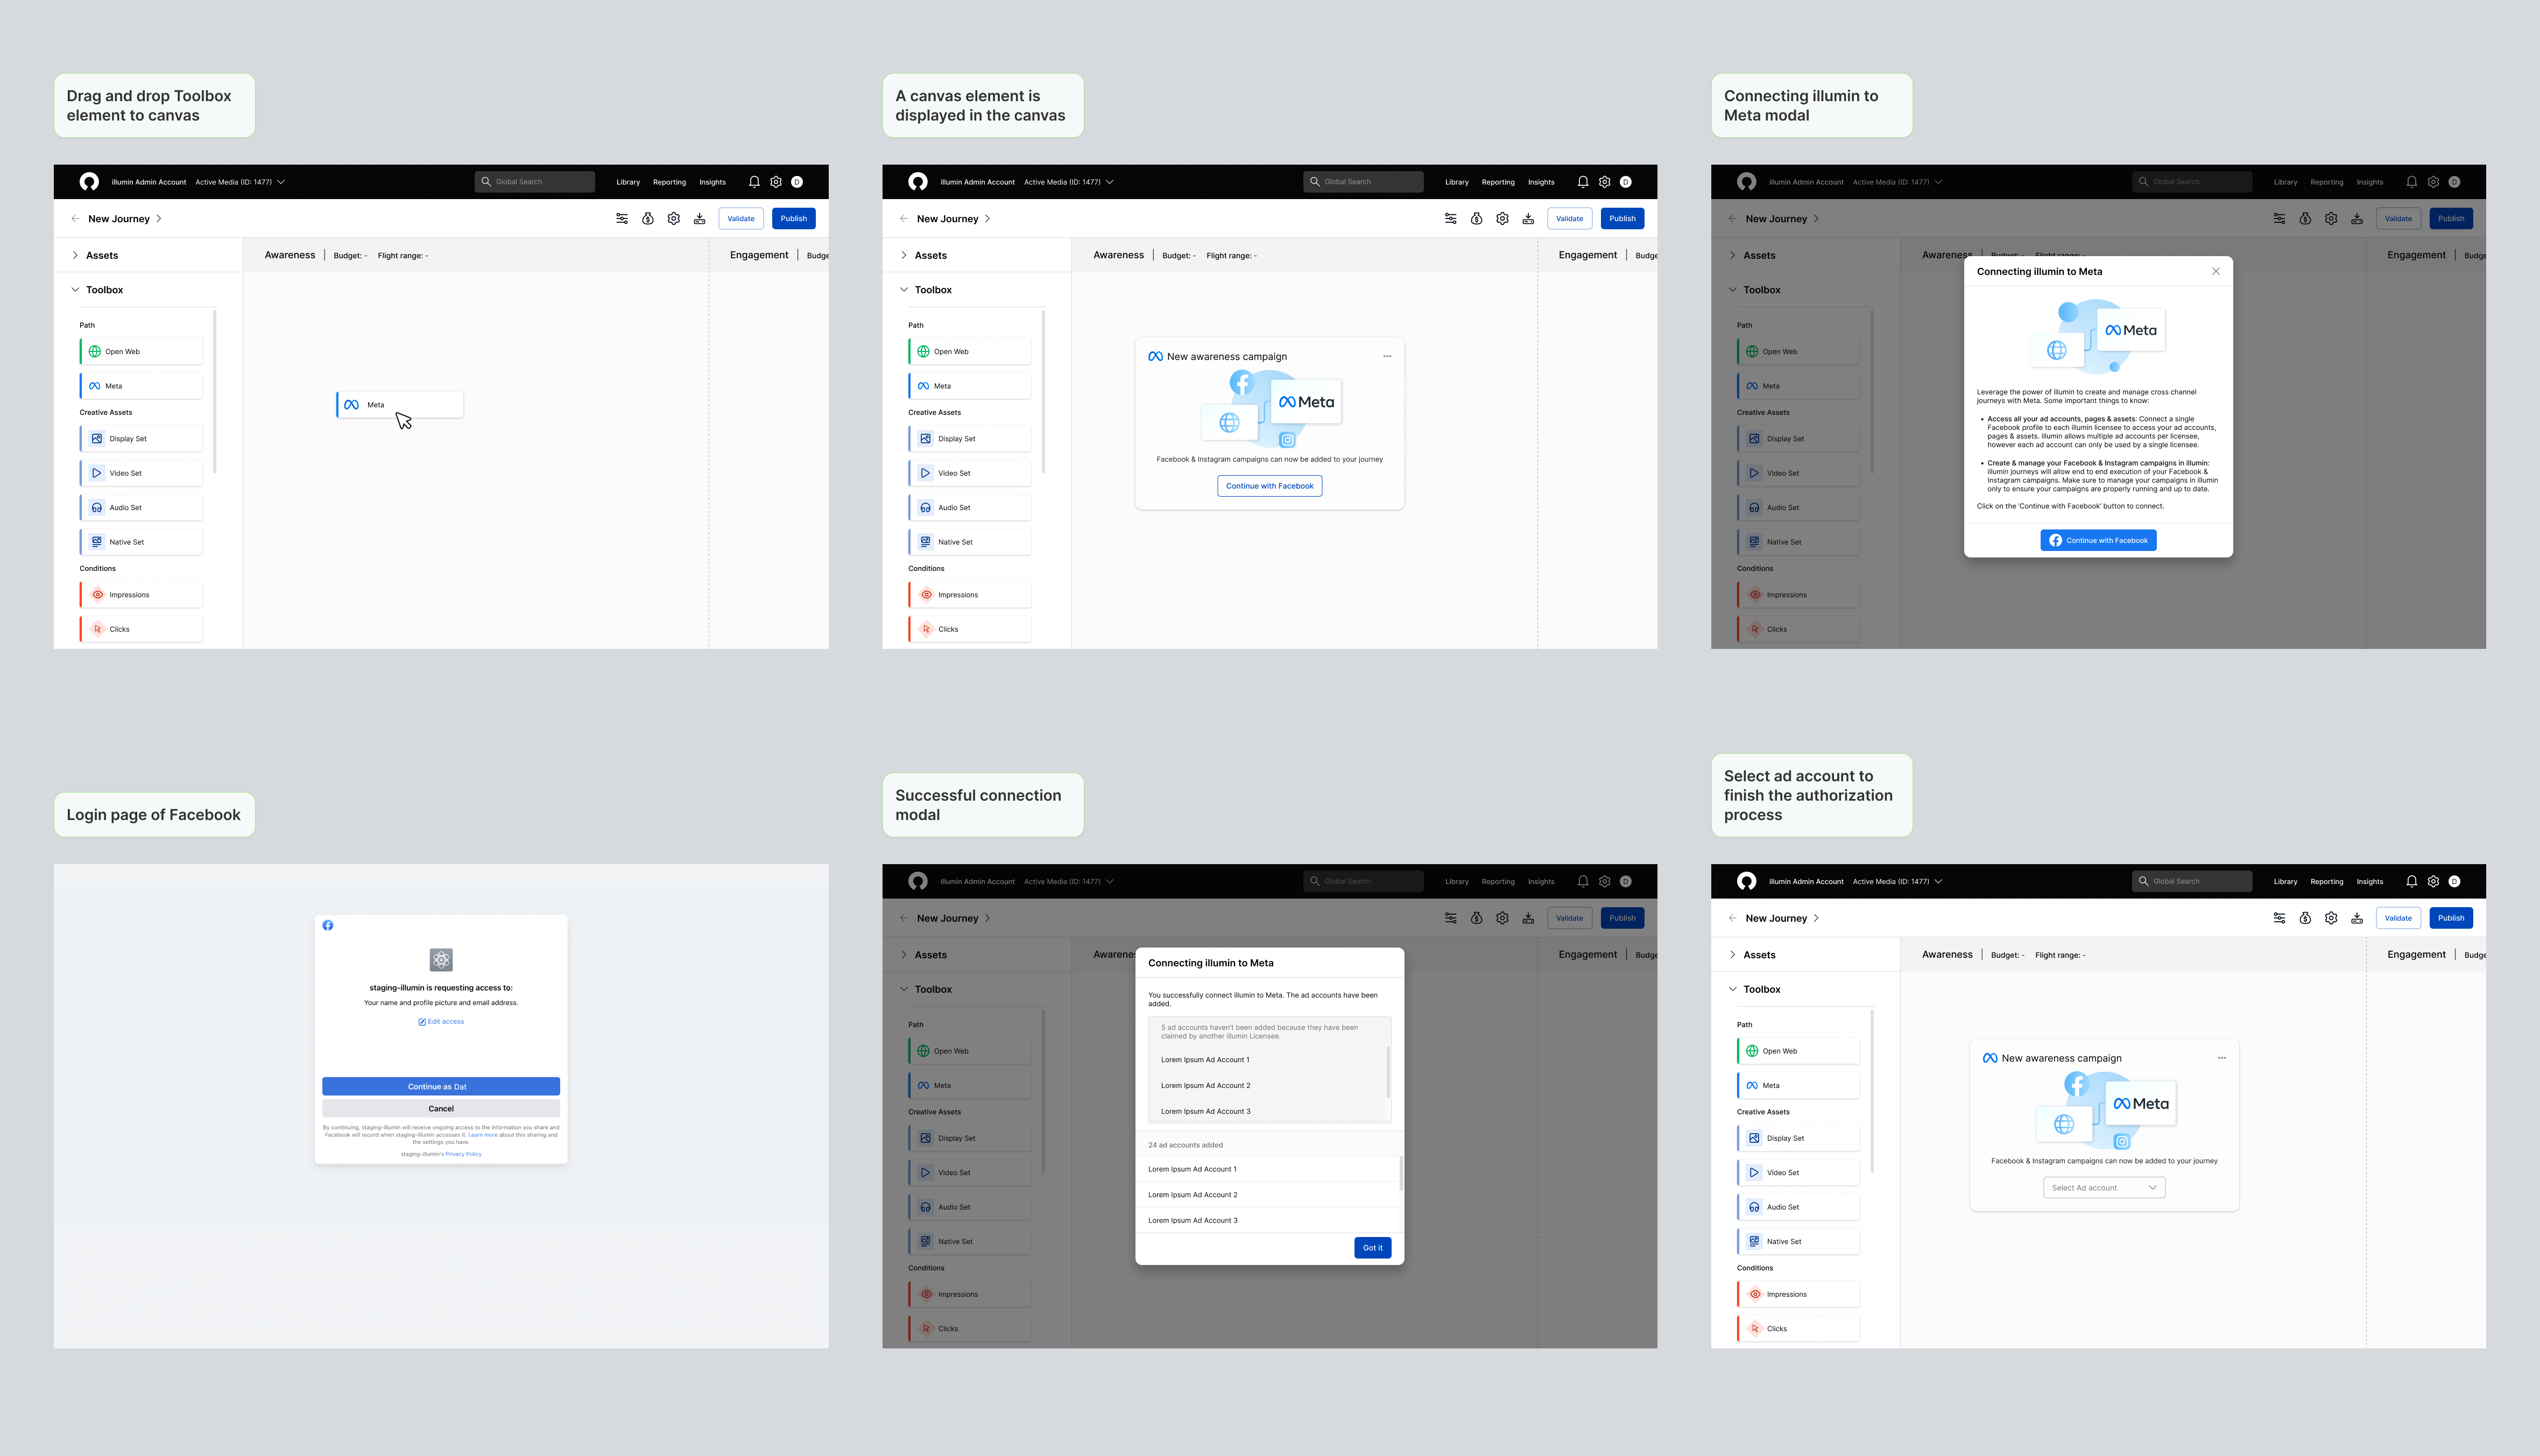 Drag and drop Toolbox
element to canvas
illumin Admin Account Active Media (ID: 1477)
Global Search
Library Reporting Insights D
New Journey
Validate Publish
Assets
Awareness Budget: - Flight range: -
Engagement Budge
Toolbox
Path
Open Web
Meta
Creative Assets
Display Set
Video Set
Audio Set
Native Set
Conditions
Impressions
Clicks
Meta
A canvas element is
displayed in the canvas
illumin Admin Account Active Media (ID: 1477)
Global Search
Library Reporting Insights D
New Journey
Validate Publish
Assets
Awareness Budget: - Flight range: -
Engagement Budge
Toolbox
Path
Open Web
Meta
Creative Assets
Display Set
Video Set
Audio Set
Native Set
Conditions
Impressions
Clicks
New awareness campaign
Meta
Facebook & Instagram campaigns can now be added to your journey
Continue with Facebook
Connecting illumin to
Meta modal
illumin Admin Account Active Media (ID: 1477)
Global Search
Library Reporting Insights D
New Journey
Validate Publish
Assets
Awareness Budget: - Flight range: -
Engagement Budge
Toolbox
Path
Open Web
Meta
Creative Assets
Display Set
Video Set
Audio Set
Native Set
Conditions
Impressions
Clicks
Connecting illumin to Meta
Meta
Leverage the power of illumin to create and manage cross channel
journeys with Meta. Some important things to know:
• Access all your ad accounts, pages & assets: Connect a single
Facebook profile to each illumin licensee to access your ad accounts,
pages & assets. illumin allows multiple ad accounts per licensee,
however each ad account can only be used by a single licensee.
• Create & manage your Facebook & Instagram campaigns in illumin:
illumin journeys will allow end to end execution of your Facebook &
Instagram campaigns. Make sure to manage your campaigns in illumin
only to ensure your campaigns are properly running and up to date.
Click on the 'Continue with Facebook' button to connect.
Continue with Facebook
Login page of Facebook
staging-illumin is requesting access to:
Your name and profile picture and email address.
Edit access
Continue as Dat
Cancel
By continuing, staging-illumin will receive ongoing access to the information you share and
Facebook will record when staging-illumin accesses it. Learn more about this sharing and
the settings you have.
staging-illumin's Privacy Policy
Successful connection
modal
illumin Admin Account Active Media (ID: 1477)
Global Search
Library Reporting Insights D
New Journey
Validate Publish
Assets
Awarenes
Engagement Budge
Toolbox
Path
Open Web
Meta
Creative Assets
Display Set
Video Set
Audio Set
Native Set
Conditions
Impressions
Clicks
Connecting illumin to Meta
You successfully connect illumin to Meta. The ad accounts have been
added.
5 ad accounts haven't been added because they have been
claimed by another illumin Licensee.
Lorem Ipsum Ad Account 1
Lorem Ipsum Ad Account 2
Lorem Ipsum Ad Account 3
24 ad accounts added
Lorem Ipsum Ad Account 1
Lorem Ipsum Ad Account 2
Lorem Ipsum Ad Account 3
Got it
Select ad account to
finish the authorization
process
illumin Admin Account Active Media (ID: 1477)
Global Search
Library Reporting Insights D
New Journey
Validate Publish
Assets
Awareness Budget: - Flight range: -
Engagement Budge
Toolbox
Path
Open Web
Meta
Creative Assets
Display Set
Video Set
Audio Set
Native Set
Conditions
Impressions
Clicks
New awareness campaign
Meta
Facebook & Instagram campaigns can now be added to your journey
Select Ad account